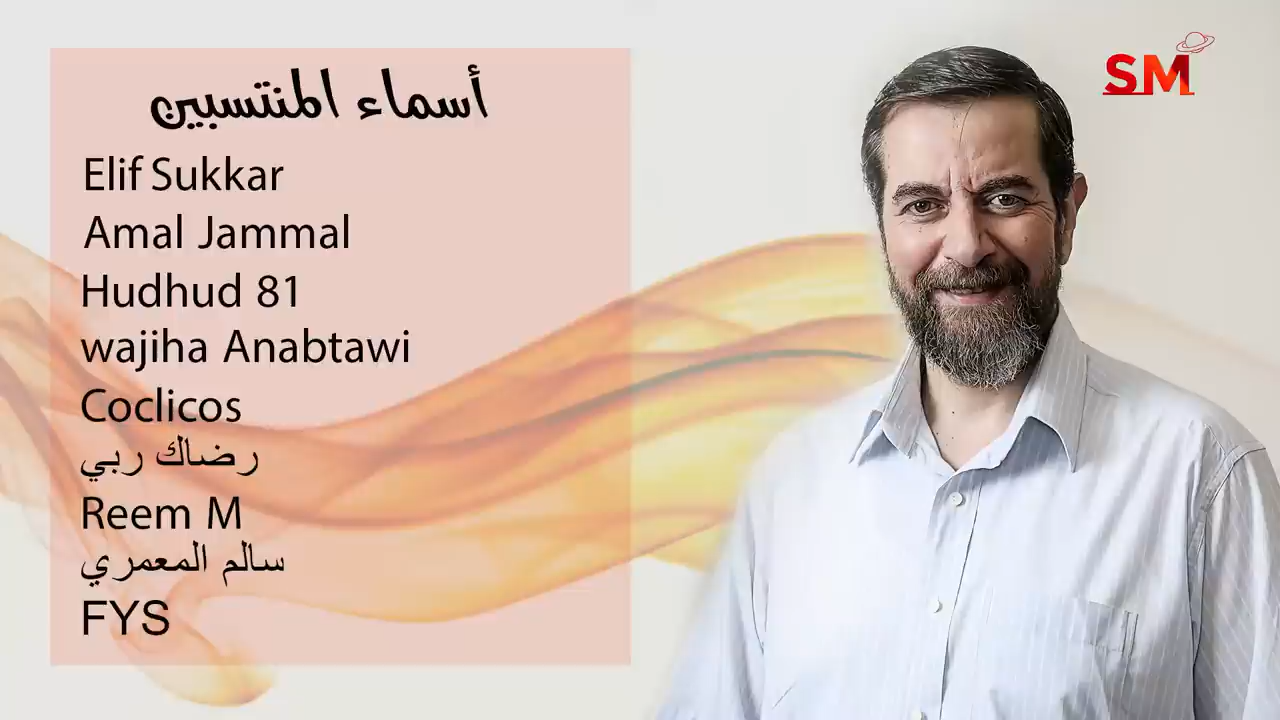 أسماء المنتسبين
Elif Sukkar
Amal Jammal
Hudhud 81
wajiha Anabtawi
Coclicos
رضاك ربي
Reem M
سالم المعمري
FYS
SM